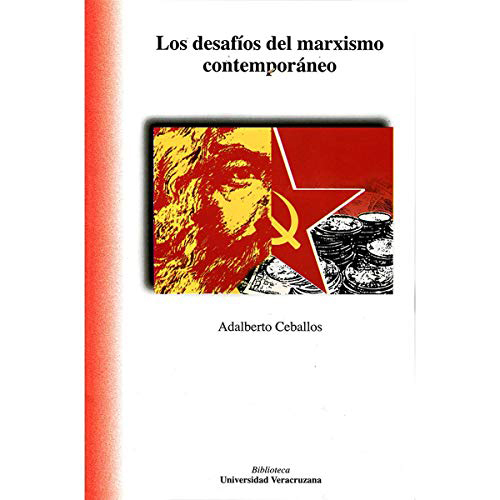 Los desafíos del marxismo
contemporáneo
Adalberto Ceballos
Biblioteca
Universidad Veracruzana